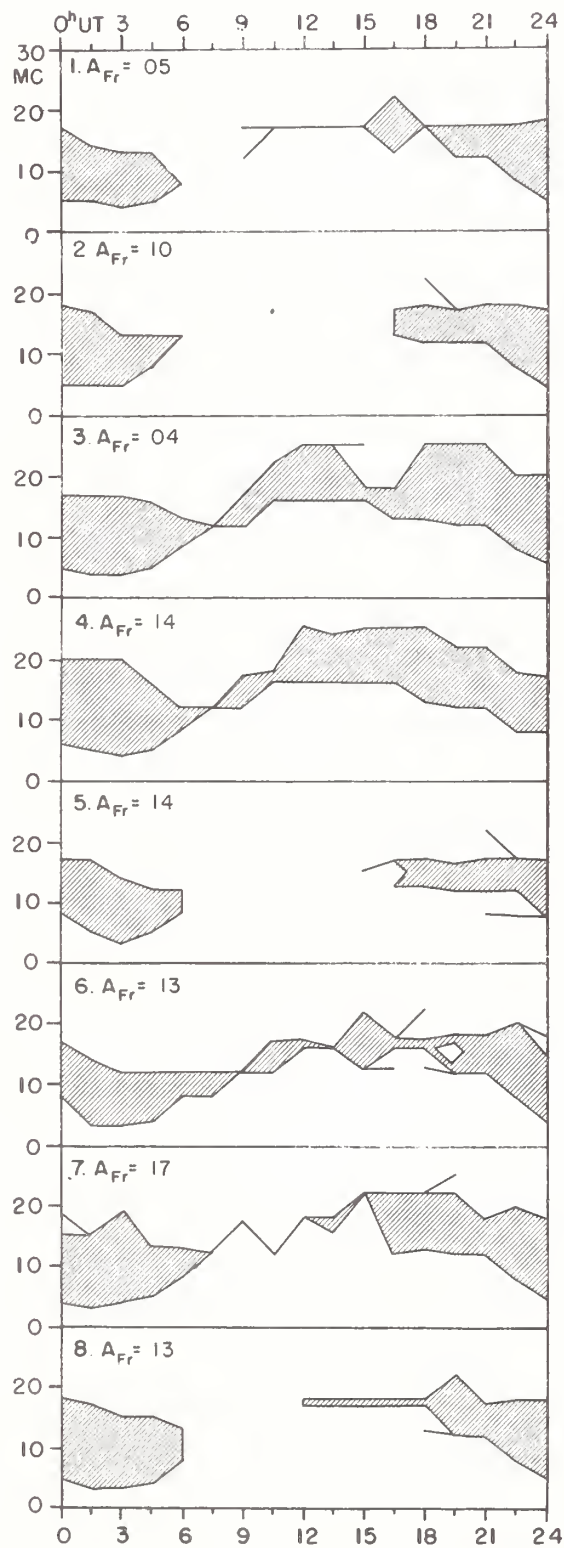 0ʰUT 3 6 9 12 15 18 21 24
30
MC
1. A_Fr = 05
20
10
0
2 A_Fr = 10
20
10
0
3. A_Fr = 04
20
10
0
4. A_Fr = 14
20
10
0
5. A_Fr = 14
20
10
0
6. A_Fr = 13
20
10
0
7. A_Fr = 17
20
10
0
8. A_Fr = 13
20
10
0
0 3 6 9 12 15 18 21 24